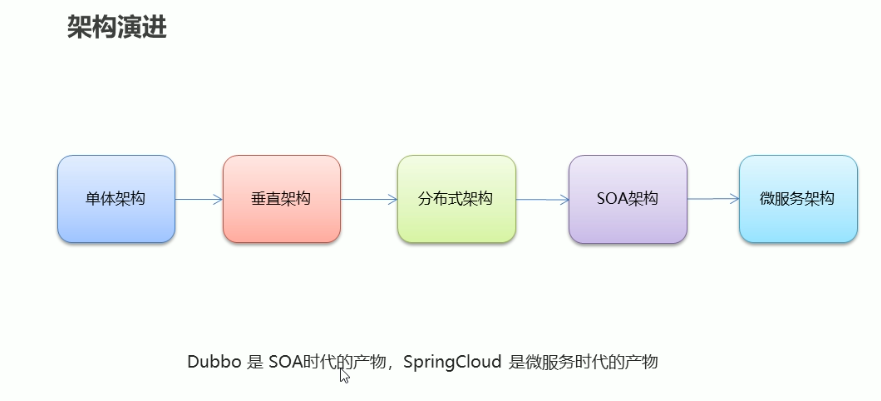 架构演进
单体架构
垂直架构
分布式架构
SOA架构
微服务架构
Dubbo 是 SOA时代的产物，SpringCloud 是微服务时代的产物